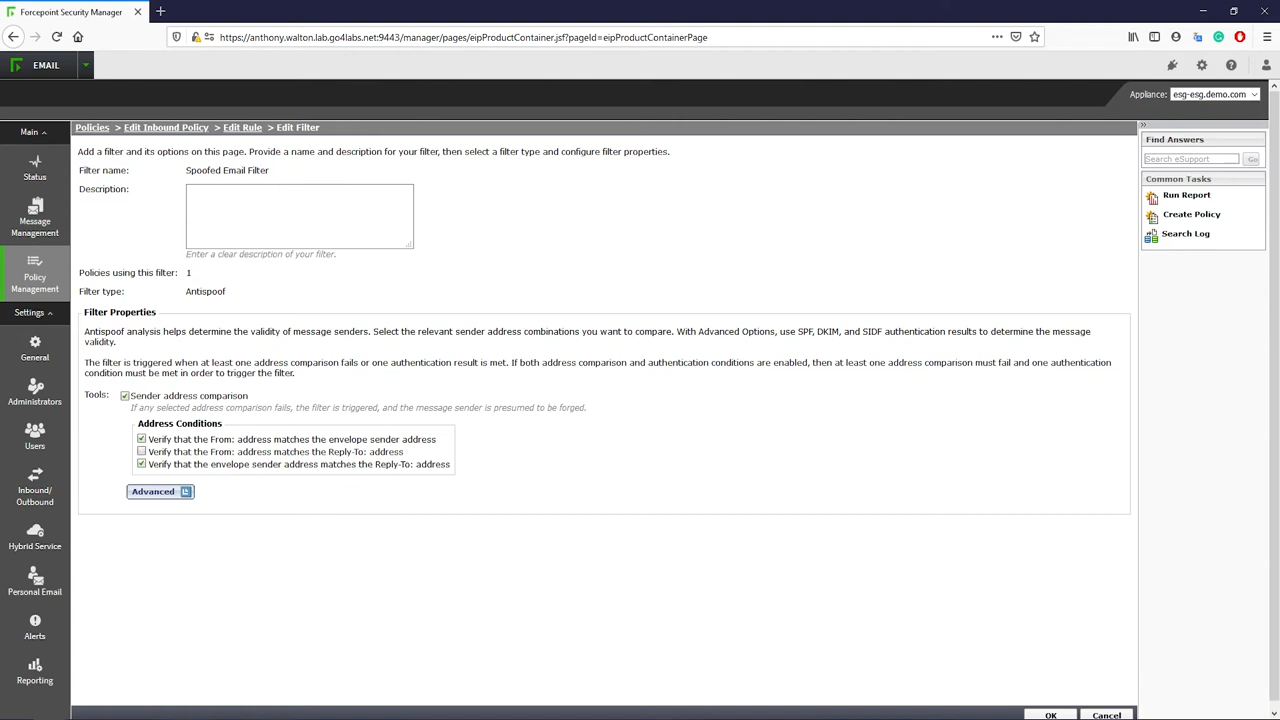 Forcepoint Security Manager
https://anthony.walton.lab.go4labs.net:9443/manager/pages/eipProductContainer.jsf?pageId=eipProductContainerPage
EMAIL
Appliance: esg-esg.demo.com
Main
Status
Message
Management
Policy
Management
Settings
General
Administrators
Users
Inbound/
Outbound
Hybrid Service
Personal Email
Alerts
Reporting
Policies > Edit Inbound Policy > Edit Rule > Edit Filter
Add a filter and its options on this page. Provide a name and description for your filter, then select a filter type and configure filter properties.
Filter name: Spoofed Email Filter
Description:
Enter a clear description of your filter.
Policies using this filter: 1
Filter type: Antispoof
Filter Properties
Antispoof analysis helps determine the validity of message senders. Select the relevant sender address combinations you want to compare. With Advanced Options, use SPF, DKIM, and SIDF authentication results to determine the message
validity.
The filter is triggered when at least one address comparison fails or one authentication result is met. If both address comparison and authentication conditions are enabled, then at least one address comparison must fail and one authentication
condition must be met in order to trigger the filter.
Tools: Sender address comparison
If any selected address comparison fails, the filter is triggered, and the message sender is presumed to be forged.
Address Conditions
Verify that the From: address matches the envelope sender address
Verify that the From: address matches the Reply-To: address
Verify that the envelope sender address matches the Reply-To: address
Advanced
OK Cancel
Find Answers
Search eSupport Go
Common Tasks
Run Report
Create Policy
Search Log